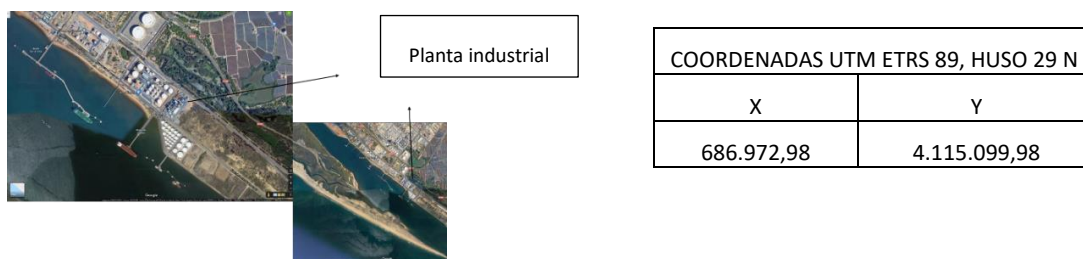 Planta industrial
COORDENADAS UTM ETRS 89, HUSO 29 N
X Y
686.972,98 4.115.099,98